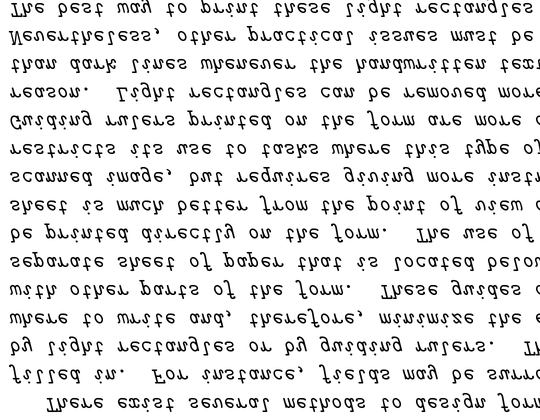 There exist several methods to design form
filled in. For instance, fields may be surro
by light rectangles or by guiding rulers. Th
where to write and, therefore, minimize the e
with other parts of the form. These guides
separate sheet of paper that is located belo
be printed directly on the form. The use of
sheet is much better from the point of view
scanned image, but requires giving more instr
restricts its use to tasks where this type of
Guiding rulers printed on the form are more
reason. Light rectangles can be removed more
than dark lines whenever the handwritten text
Nevertheless, other practical issues must be
The best way to print these light rectangles